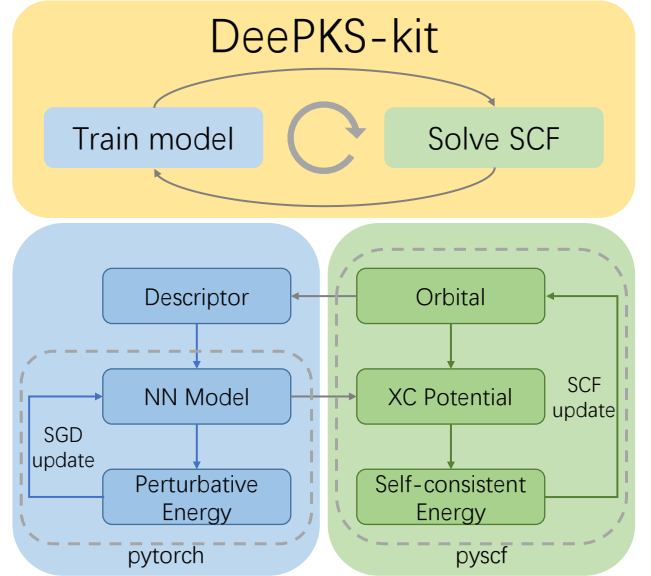 DeePKS-kit
Train model
Solve SCF
Descriptor
Orbital
NN Model
XC Potential
SGD
update
SCF
update
Perturbative
Energy
Self-consistent
Energy
pytorch
pyscf